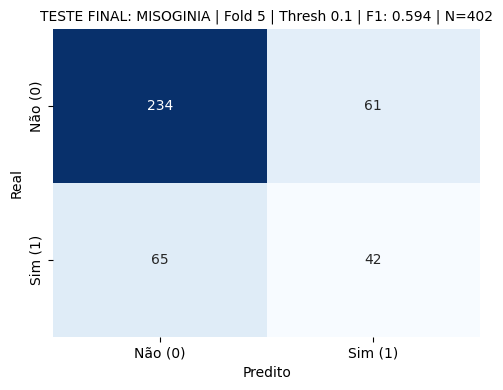 TESTE FINAL: MISOGINIA | Fold 5 | Thresh 0.1 | F1: 0.594 | N=402
Não (0)
234
61
Real
Sim (1)
65
42
Não (0)
Sim (1)
Predito